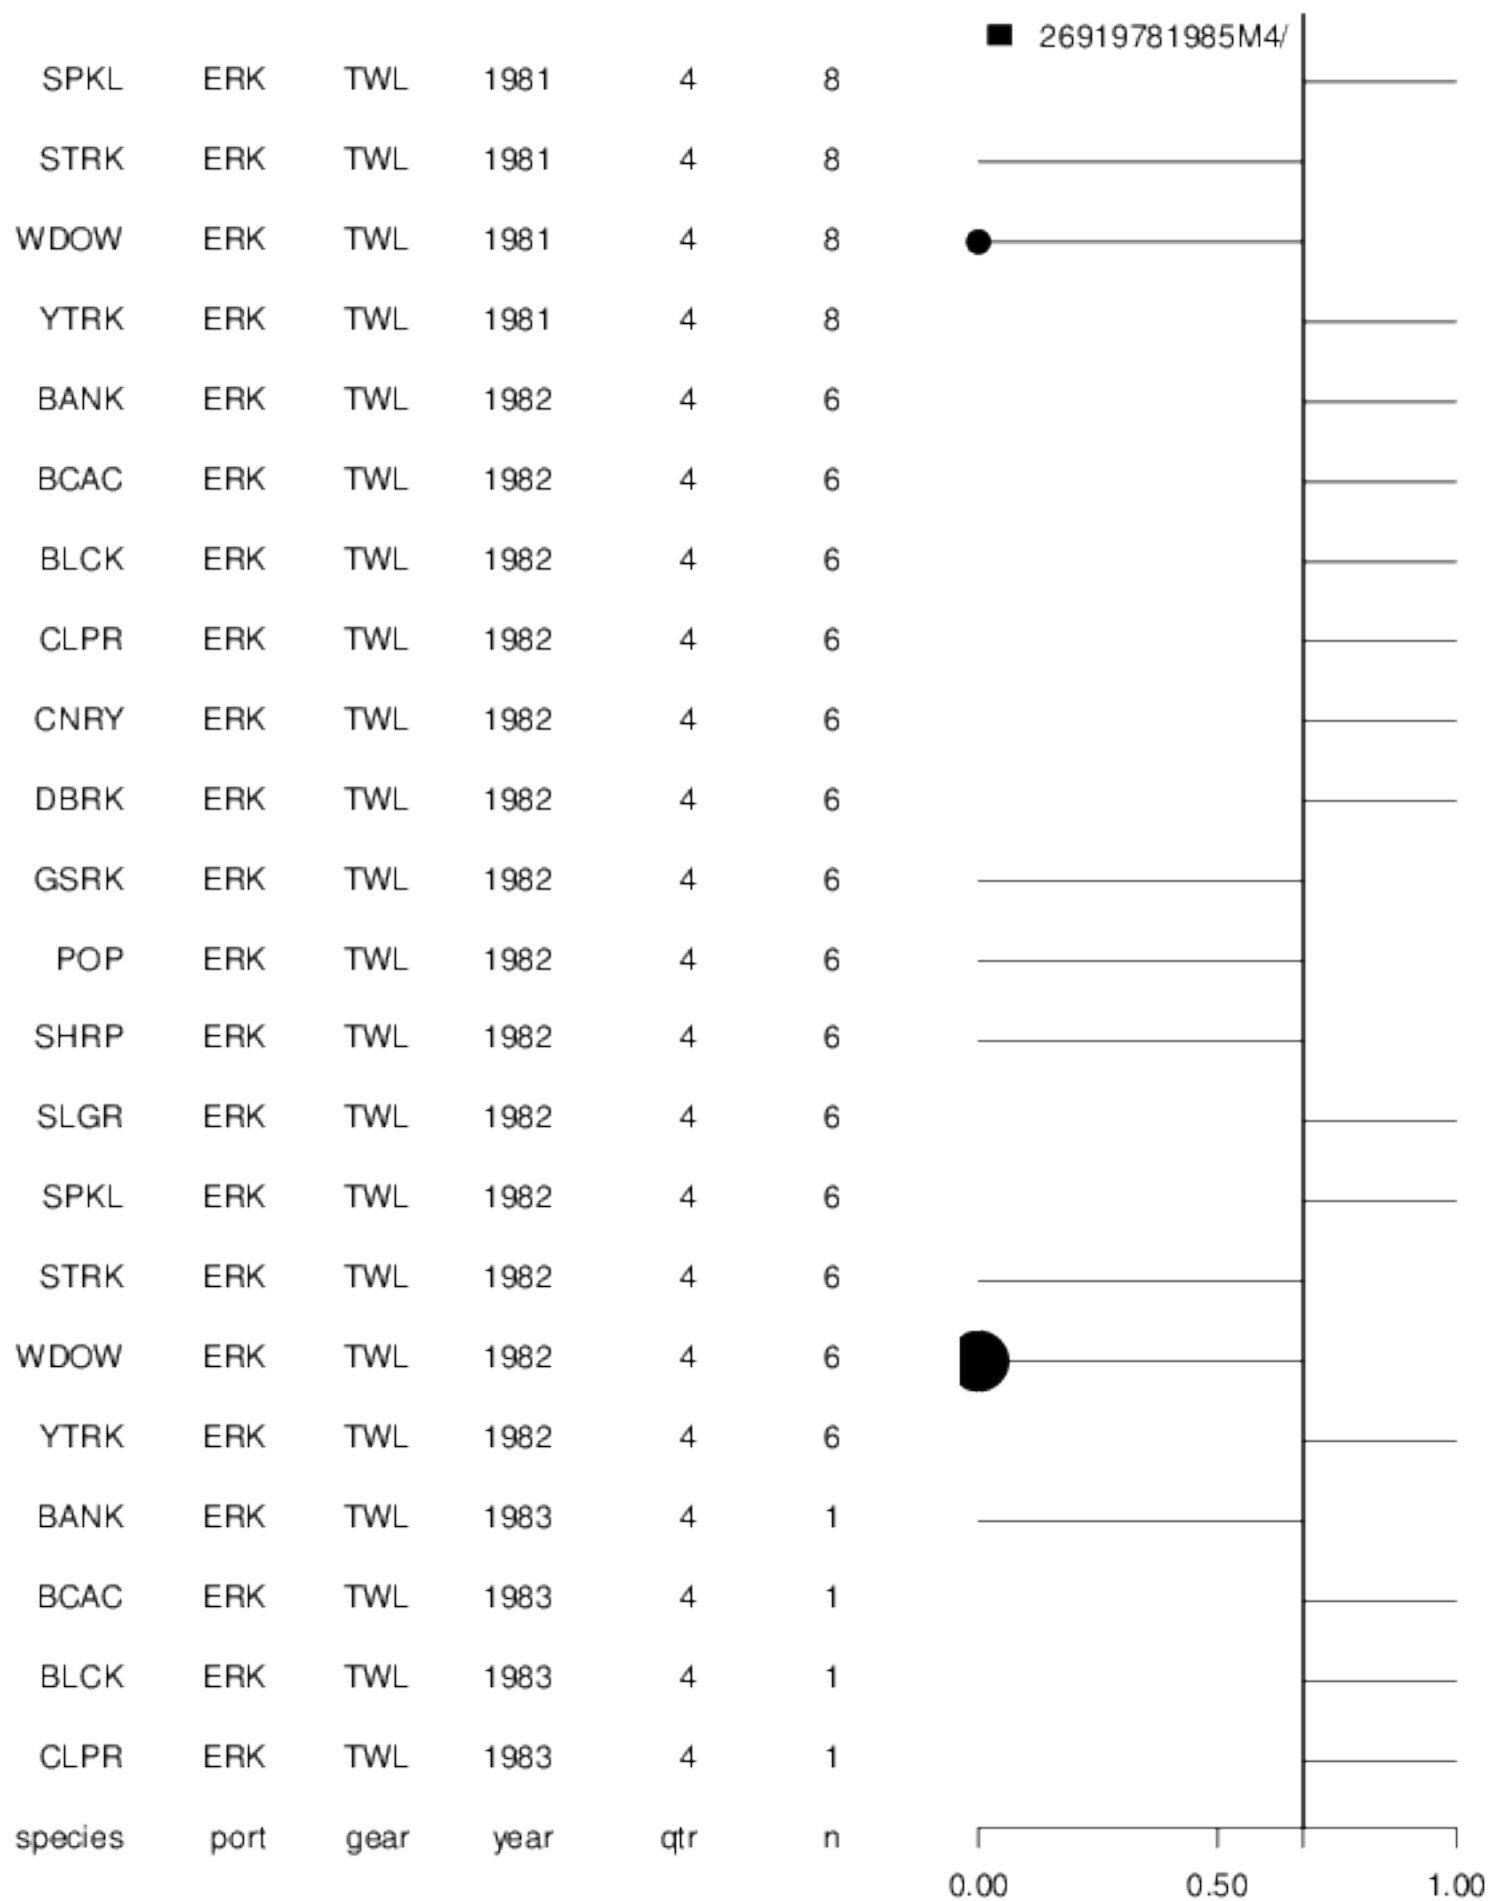 26919781985M4/
SPKL ERK TWL 1981 4 8
STRK ERK TWL 1981 4 8
WDOW ERK TWL 1981 4 8
YTRK ERK TWL 1981 4 8
BANK ERK TWL 1982 4 6
BCAC ERK TWL 1982 4 6
BLCK ERK TWL 1982 4 6
CLPR ERK TWL 1982 4 6
CNRY ERK TWL 1982 4 6
DBRK ERK TWL 1982 4 6
GSRK ERK TWL 1982 4 6
POP ERK TWL 1982 4 6
SHRP ERK TWL 1982 4 6
SLGR ERK TWL 1982 4 6
SPKL ERK TWL 1982 4 6
STRK ERK TWL 1982 4 6
WDOW ERK TWL 1982 4 6
YTRK ERK TWL 1982 4 6
BANK ERK TWL 1983 4 1
BCAC ERK TWL 1983 4 1
BLCK ERK TWL 1983 4 1
CLPR ERK TWL 1983 4 1
species port gear year qtr n
0.00 0.50 1.00